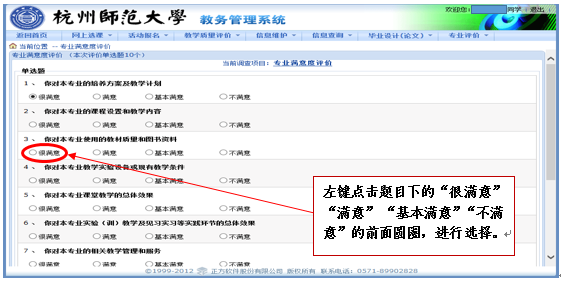 杭州师范大学 教务管理系统
欢迎您： 同学 退出
返回首页 网上选课 活动报名 教学质量评价 信息维护 信息查询 毕业设计(论文) 专业评价
当前位置 -- 专业满意度评价
专业满意度评价 （本次评价单选题10个）
当前调查项目：专业满意度评价
单选题
1 、 你对本专业的培养方案及教学计划
很满意 满意 基本满意 不满意
2 、 你对本专业的课程设置和教学内容
很满意 满意 基本满意 不满意
3 、 你对本专业使用的教材质量和图书资料
很满意 满意 基本满意 不满意
4 、 你对本专业教学实验设备或现有教学条件
很满意 满意 基本满意 不满意
5 、 你对本专业课堂教学的总体效果
很满意 满意 基本满意 不满意
6 、 你对本专业实验（训）教学及见习实习等实践环节的总体效果
很满意 满意 基本满意 不满意
7 、 你对本专业的相关教学管理和服务
很满意 满意 基本满意 不满意
左键点击题目下的“很满意”
“满意” “基本满意”“不满
意”的前面圆圈，进行选择。
©1999-2012 正方软件股份有限公司 版权所有 联系电话：0571-89902828